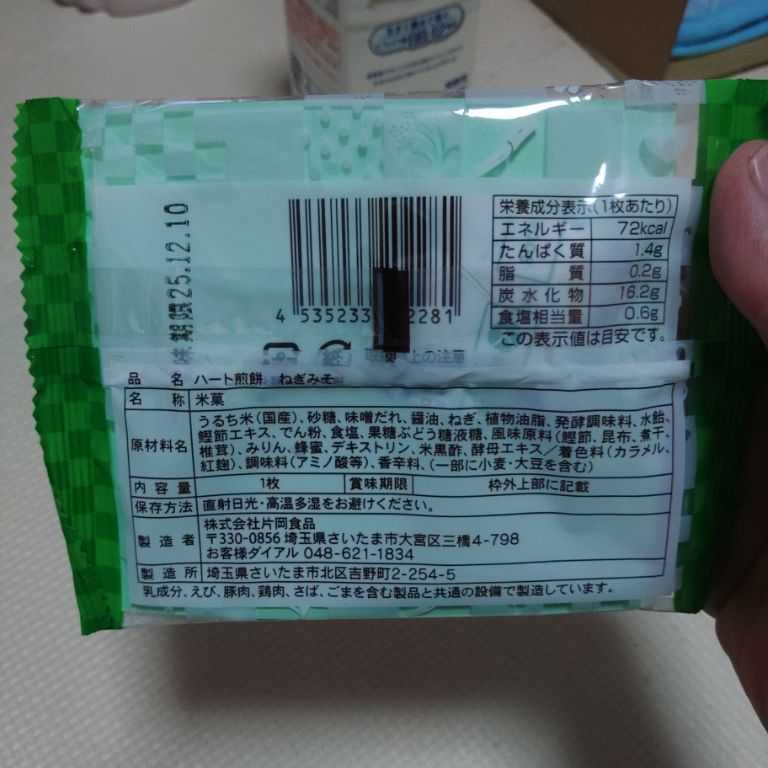 期限25.12.10
4 535233 2281
栄養成分表示(1枚あたり)
エネルギー 72kcal
たんぱく質 1.4g
脂質 0.2g
炭水化物 16.2g
食塩相当量 0.6g
この表示値は目安です。
上の注意
品名 ハート煎餅 ねぎみそ
名称 米菓
原材料名 うるち米(国産)、砂糖、味噌だれ、醤油、ねぎ、植物油脂、発酵調味料、水飴、
鰹節エキス、でん粉、食塩、果糖ぶどう糖液糖、風味原料(鰹節、昆布、煮干、
椎茸)、みりん、蜂蜜、デキストリン、米黒酢、酵母エキス/着色料(カラメル、
紅麹)、調味料(アミノ酸等)、香辛料、(一部に小麦・大豆を含む)
内容量 1枚 賞味期限 枠外上部に記載
保存方法 直射日光・高温多湿をお避けください。
製造者 株式会社片岡食品
〒330-0856 埼玉県さいたま市大宮区三橋4-798
お客様ダイアル 048-621-1834
製造所 埼玉県さいたま市北区吉野町2-254-5
乳成分、えび、豚肉、鶏肉、さば、ごまを含む製品と共通の設備で製造しています。